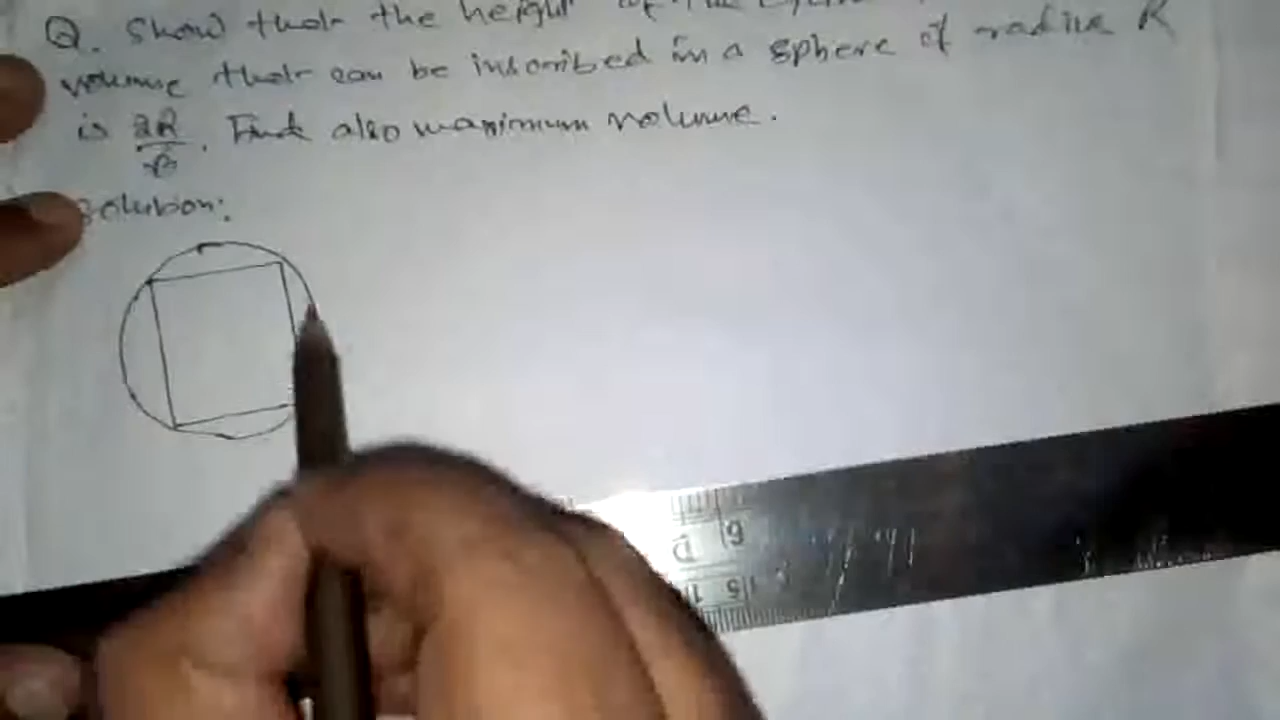 Q. Show that the height of the
volume that can be inscribed in a sphere of radius R
is 2R/√3. Find also maximum volume.
Solution: